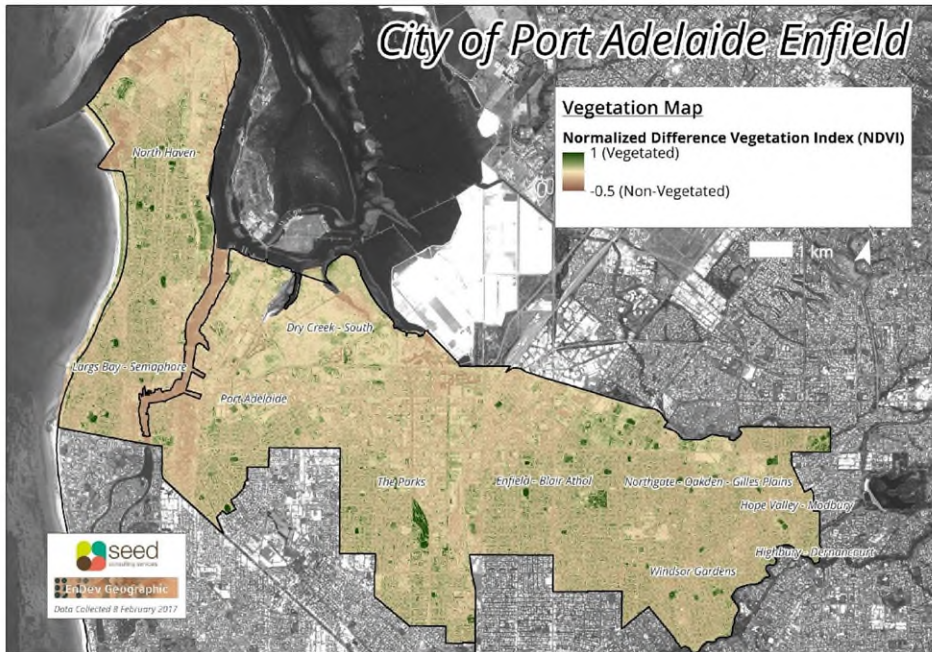 City of Port Adelaide Enfield
Vegetation Map
Normalized Difference Vegetation Index (NDVI)
1 (Vegetated)
-0.5 (Non-Vegetated)
1 km
North Haven
Dry Creek - South
Largs Bay - Semaphore
Port Adelaide
The Parks
Enfield - Blair Athol
Northgate - Oakden - Gilles Plains
Hope Valley - Modbury
Highbury - Dernancourt
Windsor Gardens
seed
consulting services
EnDev Geographic
Data Collected 8 February 2017